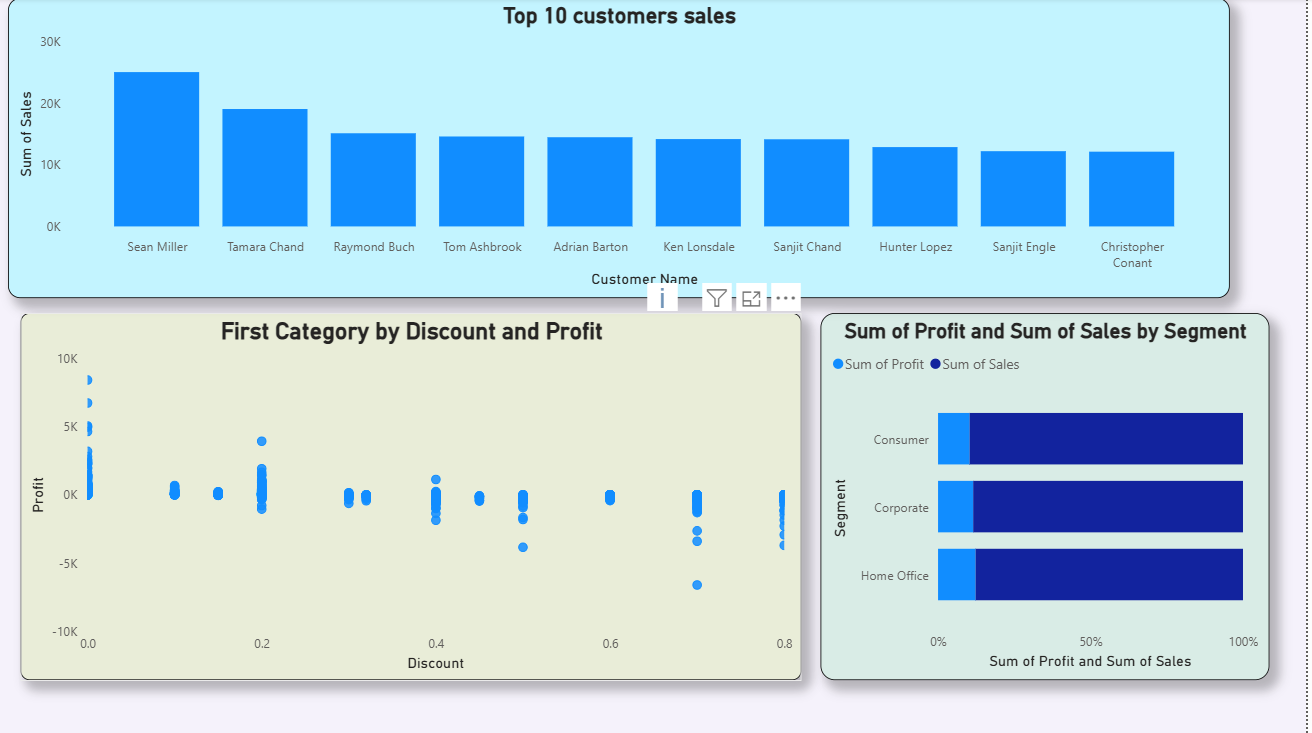 Top 10 customers sales
30K
20K
10K
0K
Sum of Sales
Sean Miller
Tamara Chand
Raymond Buch
Tom Ashbrook
Adrian Barton
Ken Lonsdale
Sanjit Chand
Hunter Lopez
Sanjit Engle
Christopher
Conant
Customer Name
First Category by Discount and Profit
10K
5K
0K
-5K
-10K
Profit
0.0
0.2
0.4
0.6
0.8
Discount
Sum of Profit and Sum of Sales by Segment
Sum of Profit
Sum of Sales
Segment
Consumer
Corporate
Home Office
0%
50%
100%
Sum of Profit and Sum of Sales